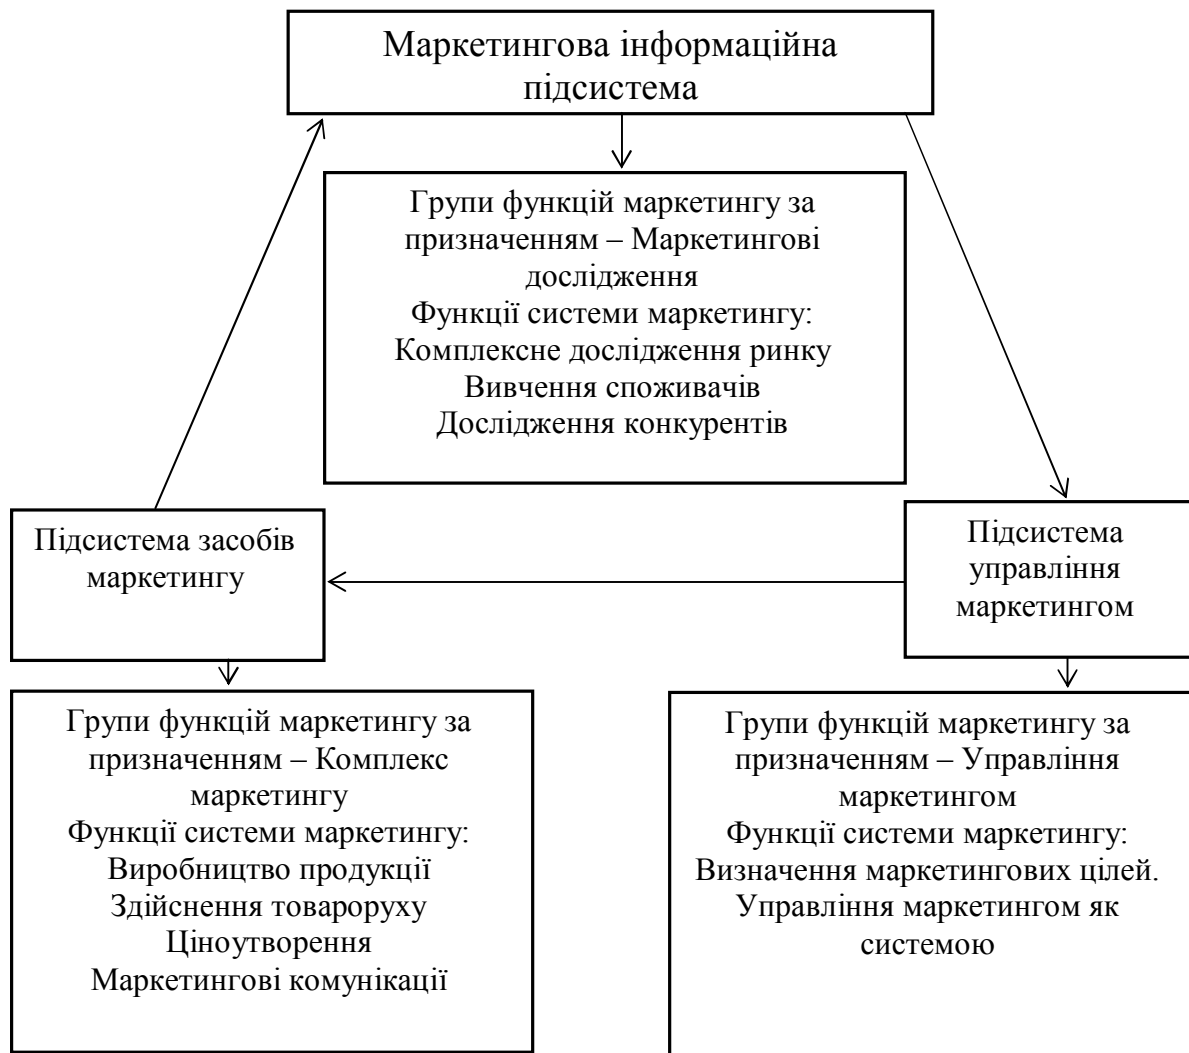 Маркетингова інформаційна
підсистема
Групи функцій маркетингу за
призначенням – Маркетингові
дослідження
Функції системи маркетингу:
Комплексне дослідження ринку
Вивчення споживачів
Дослідження конкурентів
Підсистема засобів
маркетингу
Підсистема
управління
маркетингом
Групи функцій маркетингу за
призначенням – Комплекс
маркетингу
Функції системи маркетингу:
Виробництво продукції
Здійснення товароруху
Ціноутворення
Маркетингові комунікації
Групи функцій маркетингу за
призначенням – Управління
маркетингом
Функції системи маркетингу:
Визначення маркетингових цілей.
Управління маркетингом як
системою